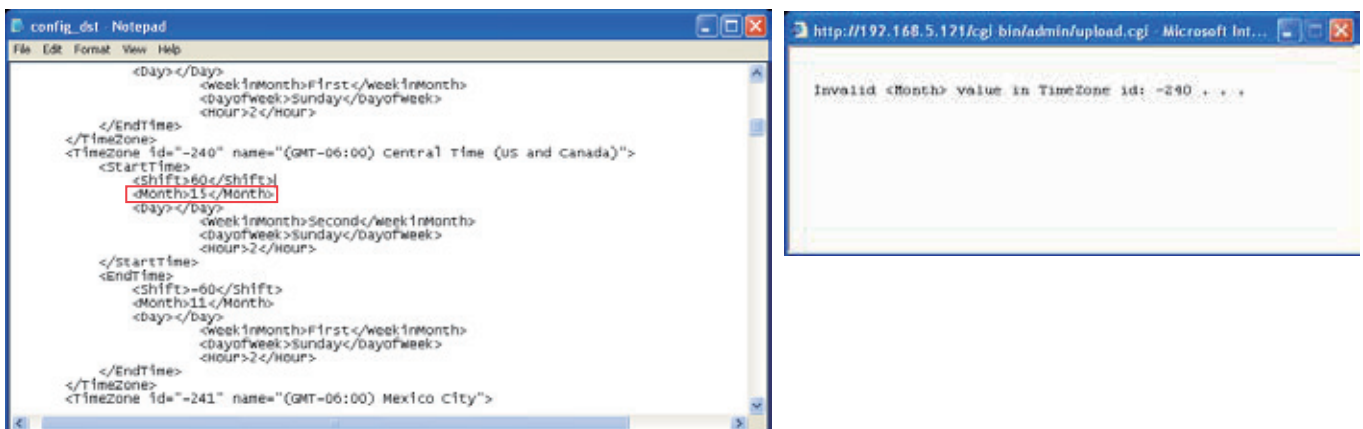 config_dst - Notepad
File Edit Format View Help
<Day></Day>
<WeekInMonth>First</WeekInMonth>
<DayofWeek>Sunday</DayofWeek>
<Hour>2</Hour>
</EndTime>
</TimeZone>
<TimeZone id="-240" name="(GMT-06:00) Central Time (US and Canada)">
<StartTime>
<Shift>60</Shift>
<Month>15</Month>
<Day></Day>
<WeekInMonth>Second</WeekInMonth>
<DayofWeek>Sunday</DayofWeek>
<Hour>2</Hour>
</StartTime>
<EndTime>
<Shift>-60</Shift>
<Month>11</Month>
<Day></Day>
<WeekInMonth>First</WeekInMonth>
<DayofWeek>Sunday</DayofWeek>
<Hour>2</Hour>
</EndTime>
</TimeZone>
<TimeZone id="-241" name="(GMT-06:00) Mexico City">
http://192.168.5.121/cgi-bin/admin/upload.cgi - Microsoft Int...
Invalid <Month> value in TimeZone id: -240 . . .